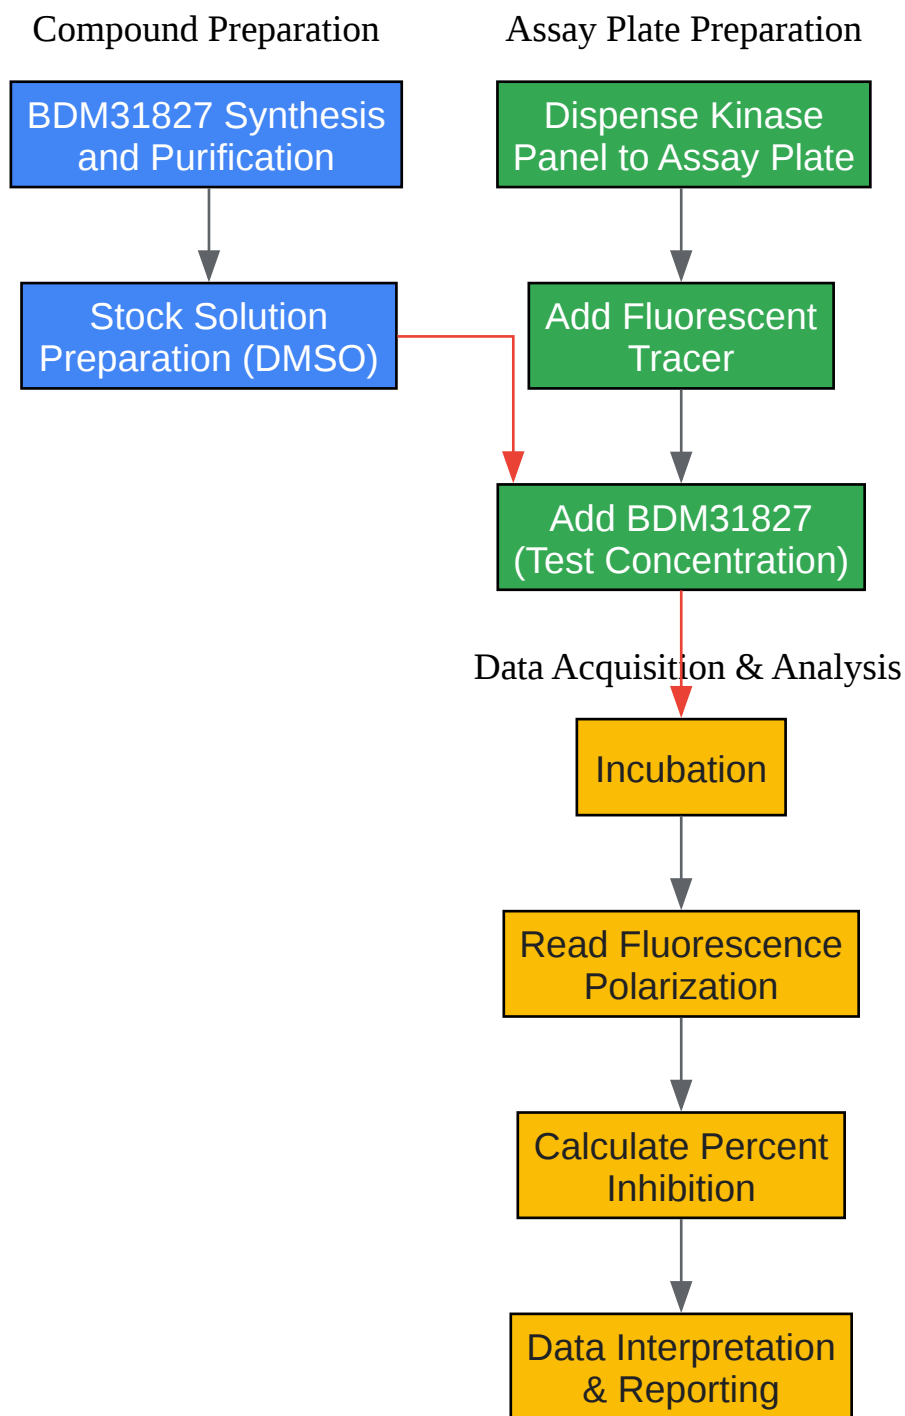 Compound Preparation
BDM31827 Synthesis
and Purification
Stock Solution
Preparation (DMSO)
Assay Plate Preparation
Dispense Kinase
Panel to Assay Plate
Add Fluorescent
Tracer
Add BDM31827
(Test Concentration)
Data Acquisition & Analysis
Incubation
Read Fluorescence
Polarization
Calculate Percent
Inhibition
Data Interpretation
& Reporting